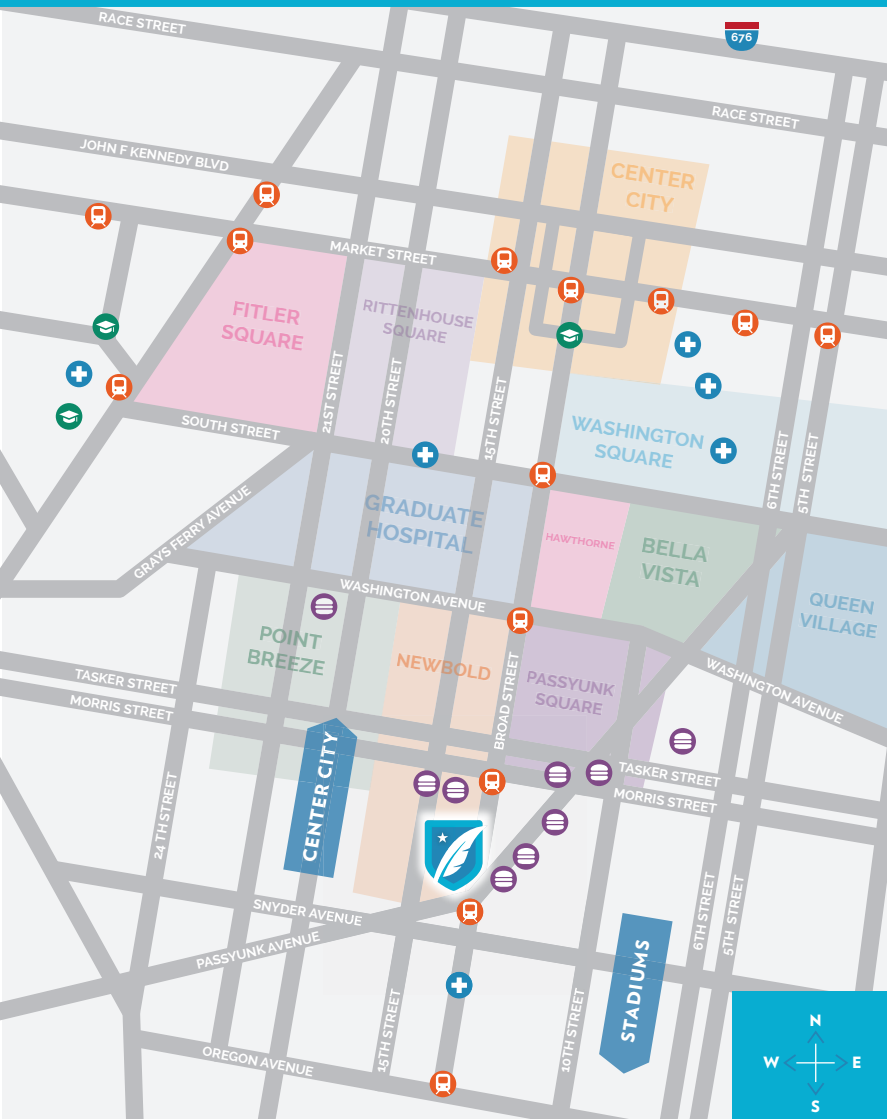 RACE STREET
676
RACE STREET
JOHN F KENNEDY BLVD
CENTER
CITY
MARKET STREET
FITLER
SQUARE
RITTENHOUSE
SQUARE
21ST STREET
20TH STREET
15TH STREET
SOUTH STREET
WASHINGTON
SQUARE
6TH STREET
5TH STREET
GRAYS FERRY AVENUE
GRADUATE
HOSPITAL
HAWTHORNE
BELLA
VISTA
QUEEN
VILLAGE
WASHINGTON AVENUE
POINT
BREEZE
NEWBOLD
BROAD STREET
PASSYUNK
SQUARE
WASHINGTON AVENUE
TASKER STREET
MORRIS STREET
TASKER STREET
MORRIS STREET
CENTER CITY
24 TH STREET
SNYDER AVENUE
PASSYUNK AVENUE
6TH STREET
5TH STREET
STADIUMS
15TH STREET
10TH STREET
OREGON AVENUE
N
W E
S